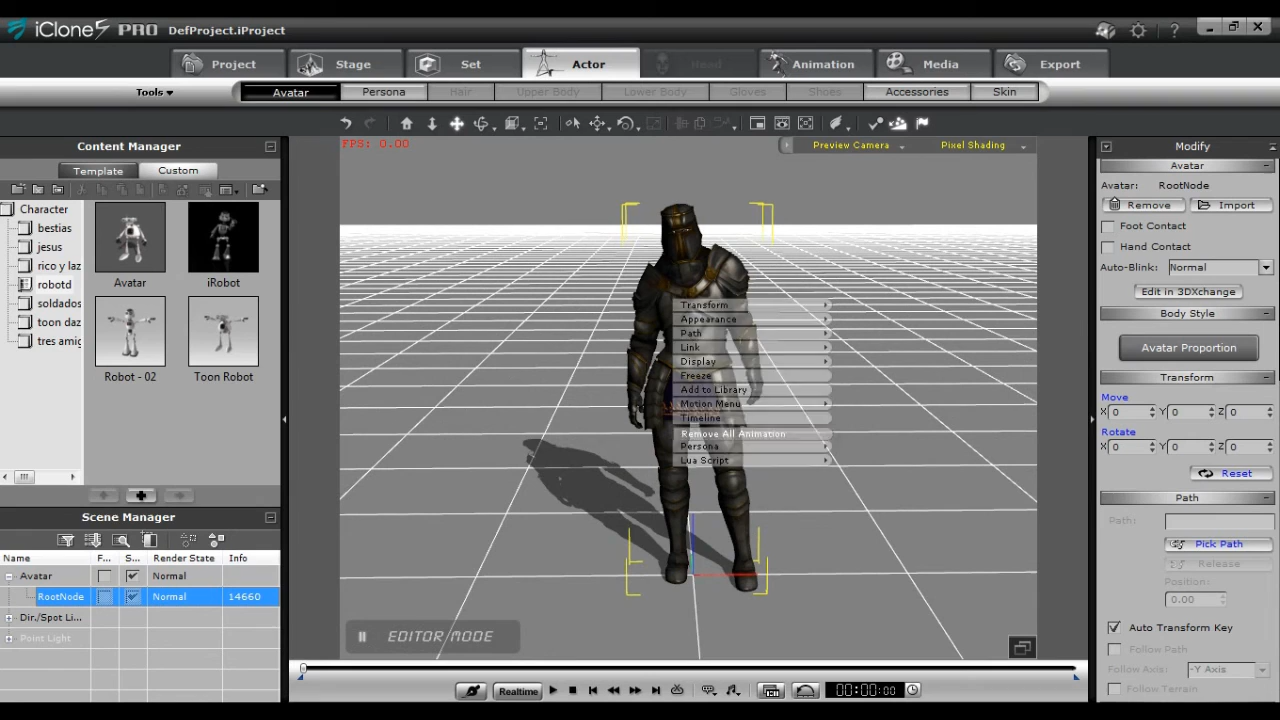 iClone5 PRO DefProject.iProject
Project Stage Set Actor Head Animation Media Export
Tools Avatar Persona Hair Upper Body Lower Body Gloves Shoes Accessories Skin
Content Manager
Template Custom
Character
bestias
jesus
rico y laz
robotd
soldados
toon daz
tres amig
Avatar iRobot
Robot - 02 Toon Robot
Scene Manager
Name F... S... Render State Info
Avatar Normal
RootNode Normal 14660
Dir./Spot Li...
Point Light
FPS: 0.00
Preview Camera Pixel Shading
Transform
Appearance
Path
Link
Display
Freeze
Add to Library
Motion Menu
Timeline
Remove All Animation
Persona
Lua Script
EDITOR MODE
Realtime 00:00:00
Modify
Avatar
Avatar: RootNode
Remove Import
Foot Contact
Hand Contact
Auto-Blink: Normal
Edit in 3DXchange
Body Style
Avatar Proportion
Transform
Move
X 0 Y 0 Z 0
Rotate
X 0 Y 0 Z 0
Reset
Path
Path:
Pick Path
Release
Position:
0.00
Auto Transform Key
Follow Path
Follow Axis: -Y Axis
Follow Terrain